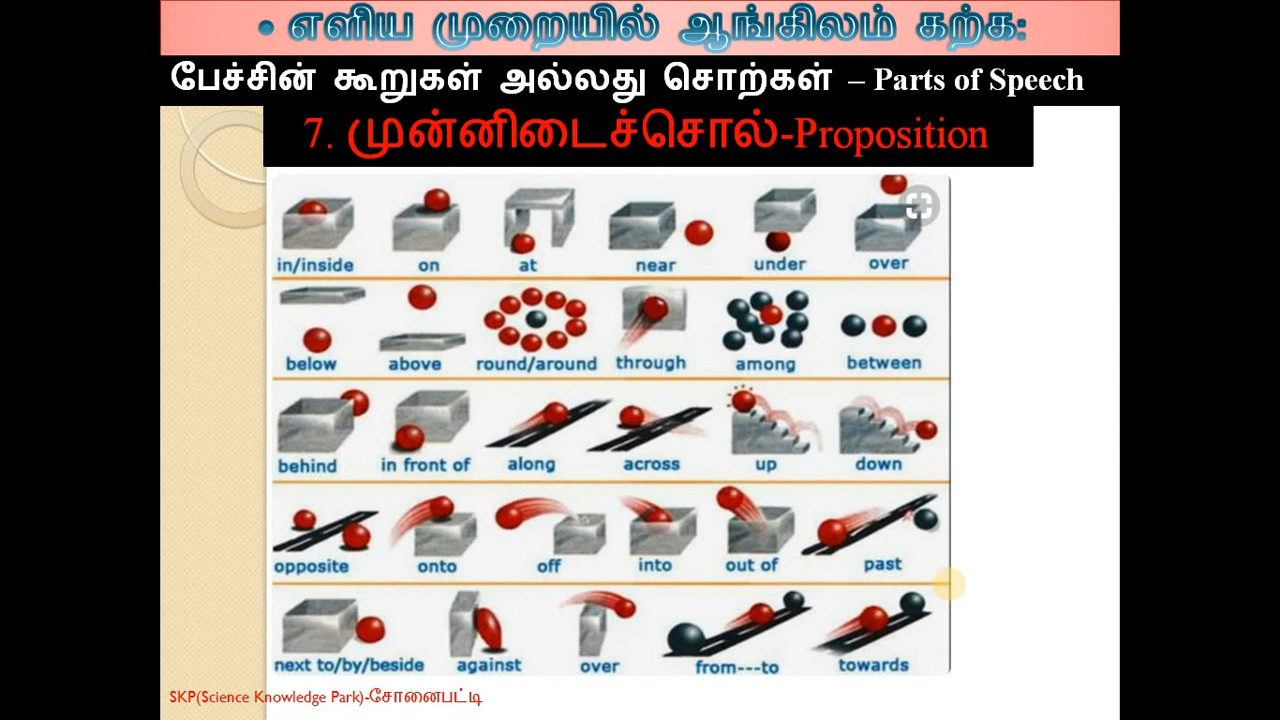 • எளிய முறையில் ஆங்கிலம் கற்க:
பேச்சின் கூறுகள் அல்லது சொற்கள் – Parts of Speech
7. முன்னிடைச்சொல்-Proposition
in/inside on at near under over
below above round/around through among between
behind in front of along across up down
opposite onto off into out of past
next to/by/beside against over from---to towards
SKP(Science Knowledge Park)-சோனைபட்டி